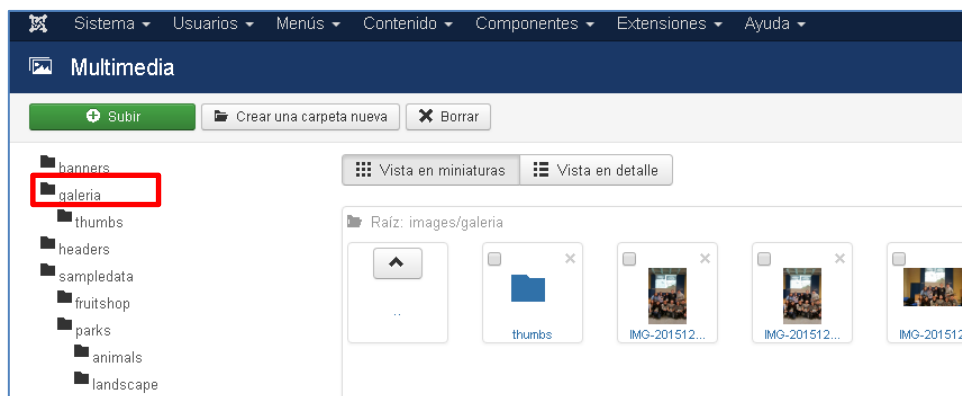 Sistema Usuarios Menús Contenido Componentes Extensiones Ayuda
Multimedia
Subir Crear una carpeta nueva Borrar
banners
galeria
thumbs
headers
sampledata
fruitshop
parks
animals
landscape
Vista en miniaturas Vista en detalle
Raíz: images/galeria
.. thumbs IMG-201512... IMG-201512... IMG-201512